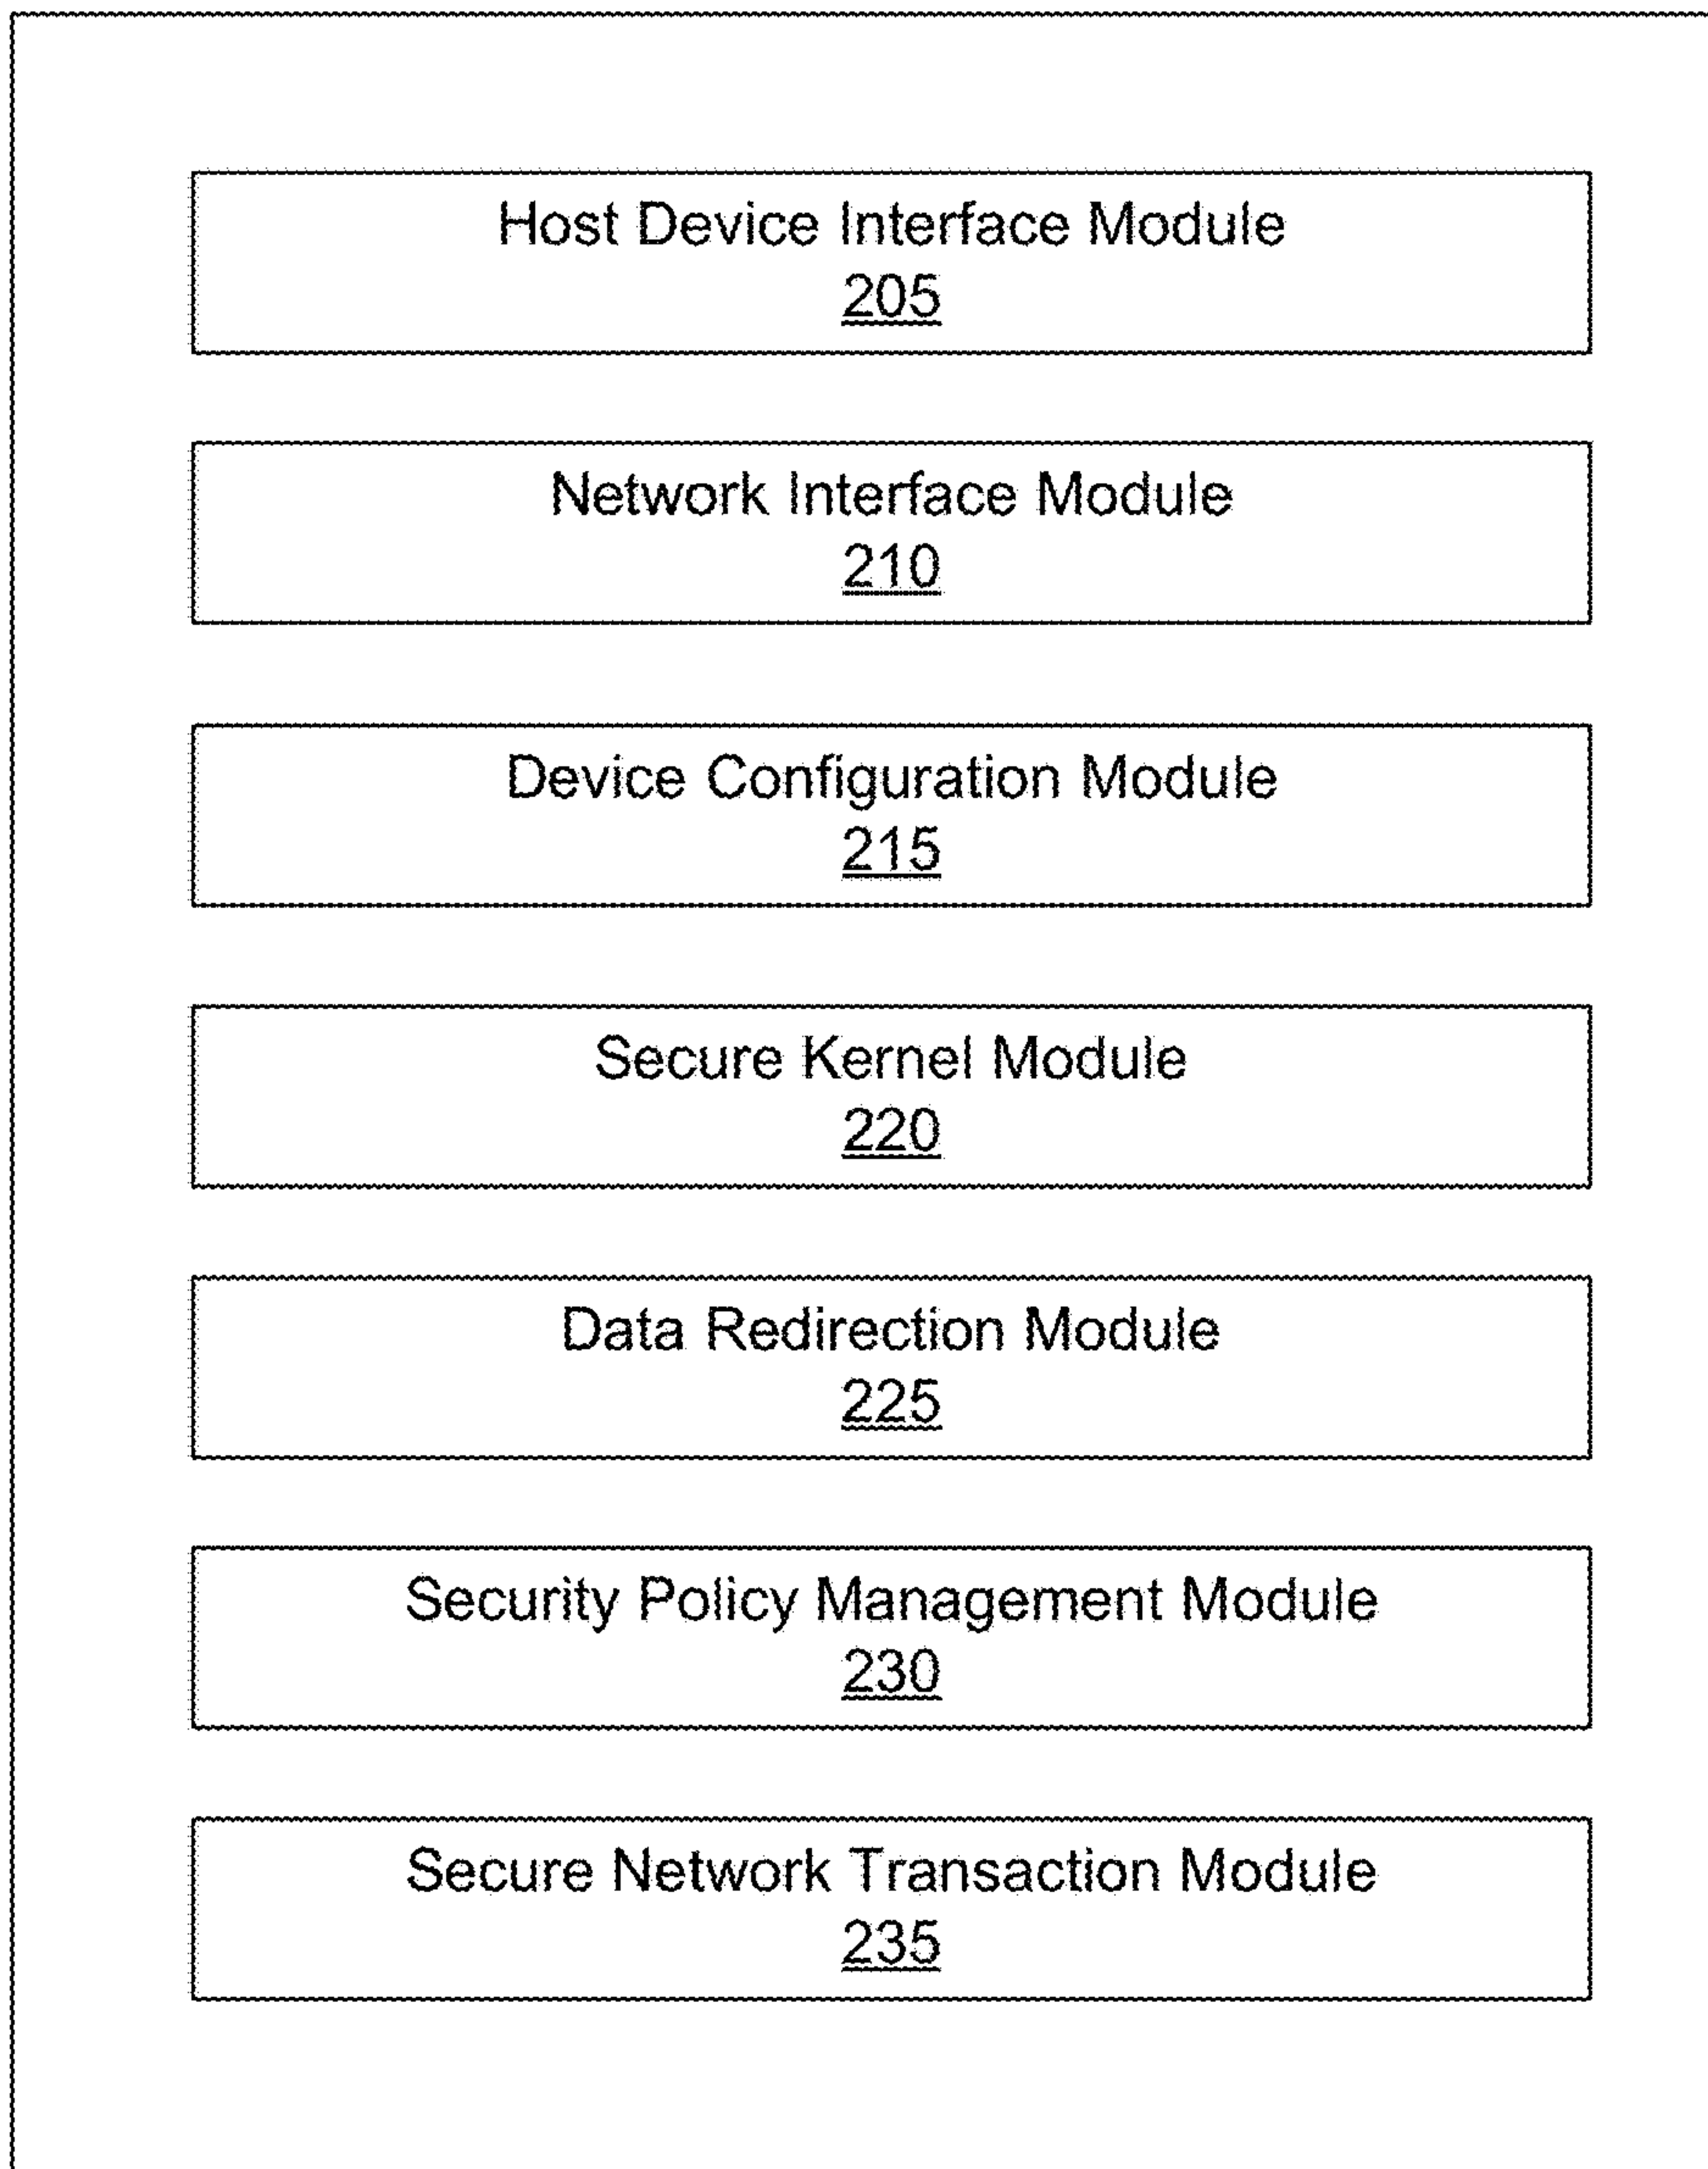 Host Device Interface Module
205
Network Interface Module
210
Device Configuration Module
215
Secure Kernel Module
220
Data Redirection Module
225
Security Policy Management Module
230
Secure Network Transaction Module
235